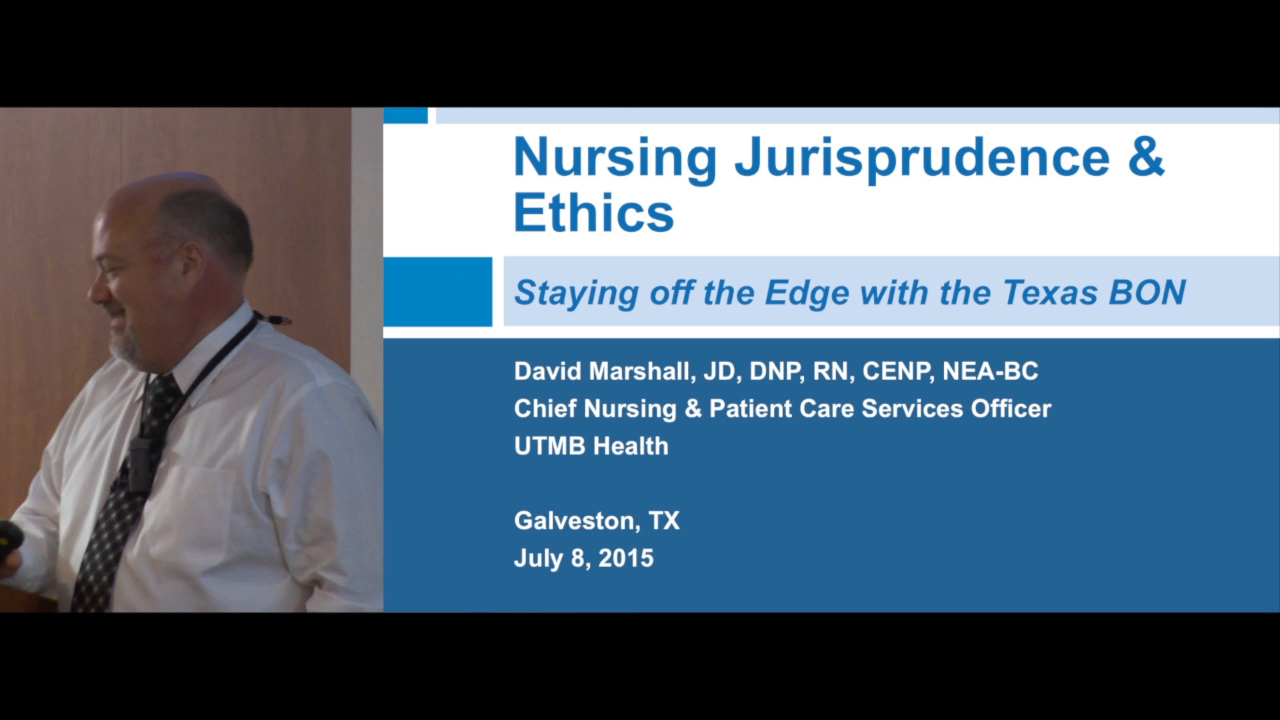 Nursing Jurisprudence &
Ethics
Staying off the Edge with the Texas BON
David Marshall, JD, DNP, RN, CENP, NEA-BC
Chief Nursing & Patient Care Services Officer
UTMB Health
Galveston, TX
July 8, 2015